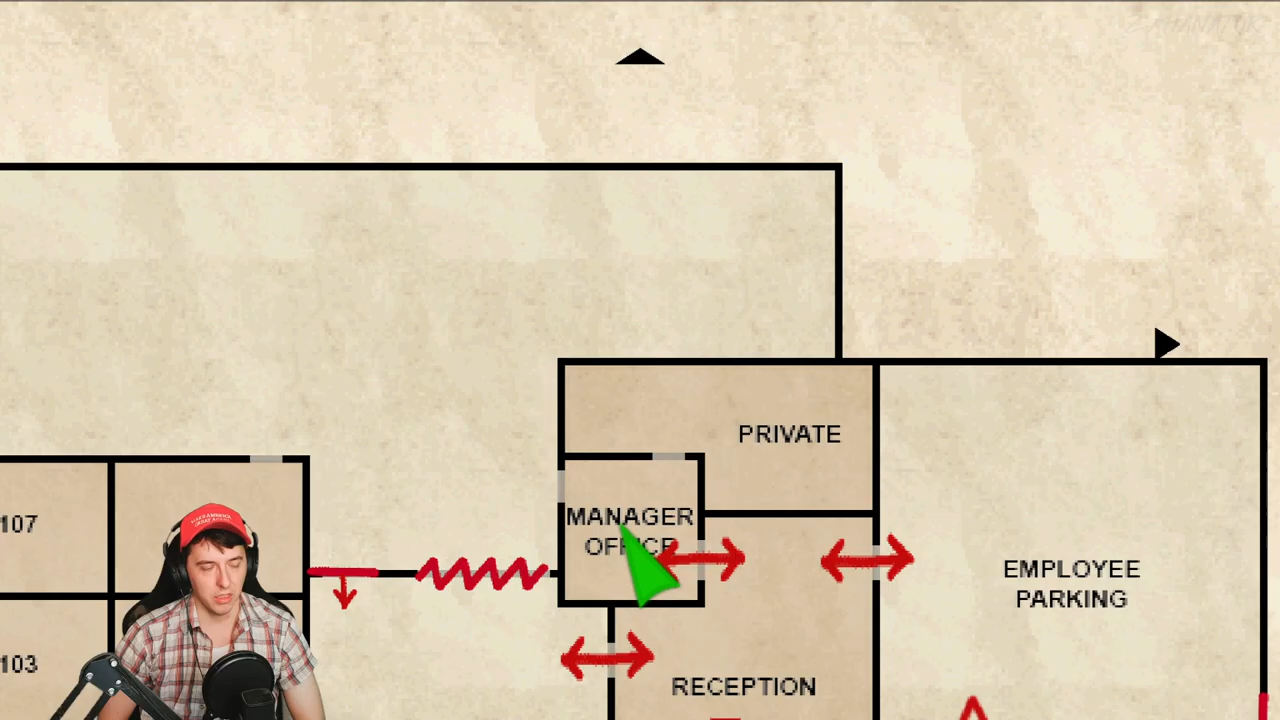 PRIVATE
107
MANAGER
OFFICE
EMPLOYEE
PARKING
103
RECEPTION